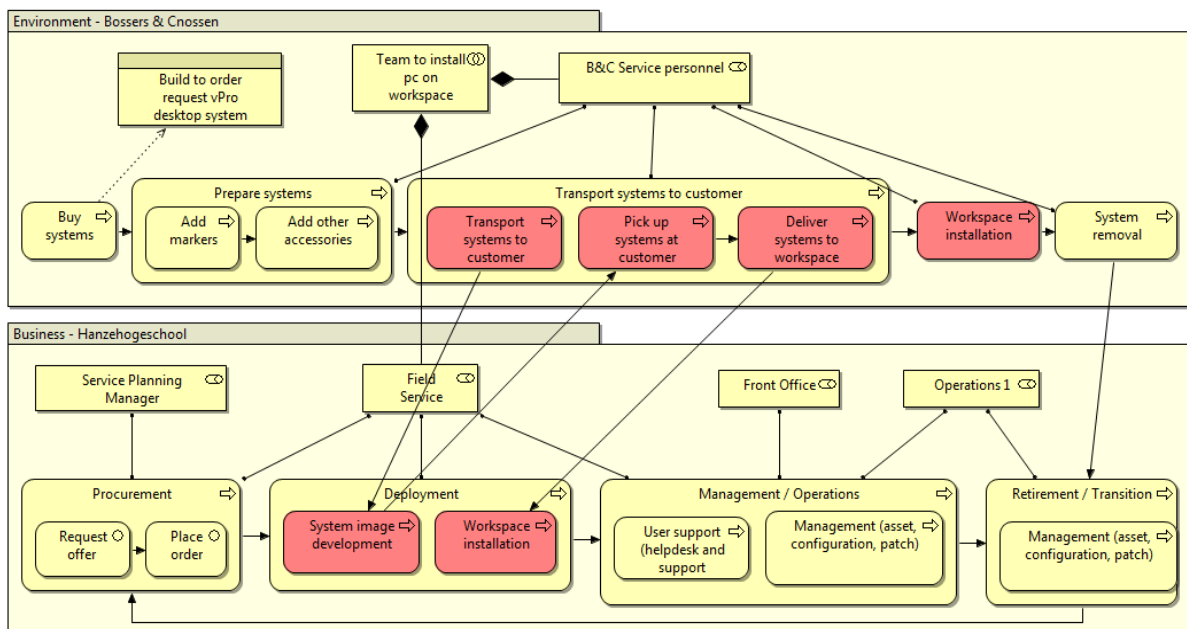 Environment - Bossers & Cnossen
Build to order
request vPro
desktop system
Team to install
pc on
workspace
B&C Service personnel
Buy
systems
Prepare systems
Add
markers
Add other
accessories
Transport systems to customer
Transport
systems to
customer
Pick up
systems at
customer
Deliver
systems to
workspace
Workspace
installation
System
removal
Business - Hanzehogeschool
Service Planning
Manager
Field
Service
Front Office
Operations 1
Procurement
Request
offer
Place
order
Deployment
System image
development
Workspace
installation
Management / Operations
User support
(helpdesk and
support
Management (asset,
configuration, patch)
Retirement / Transition
Management (asset,
configuration, patch)